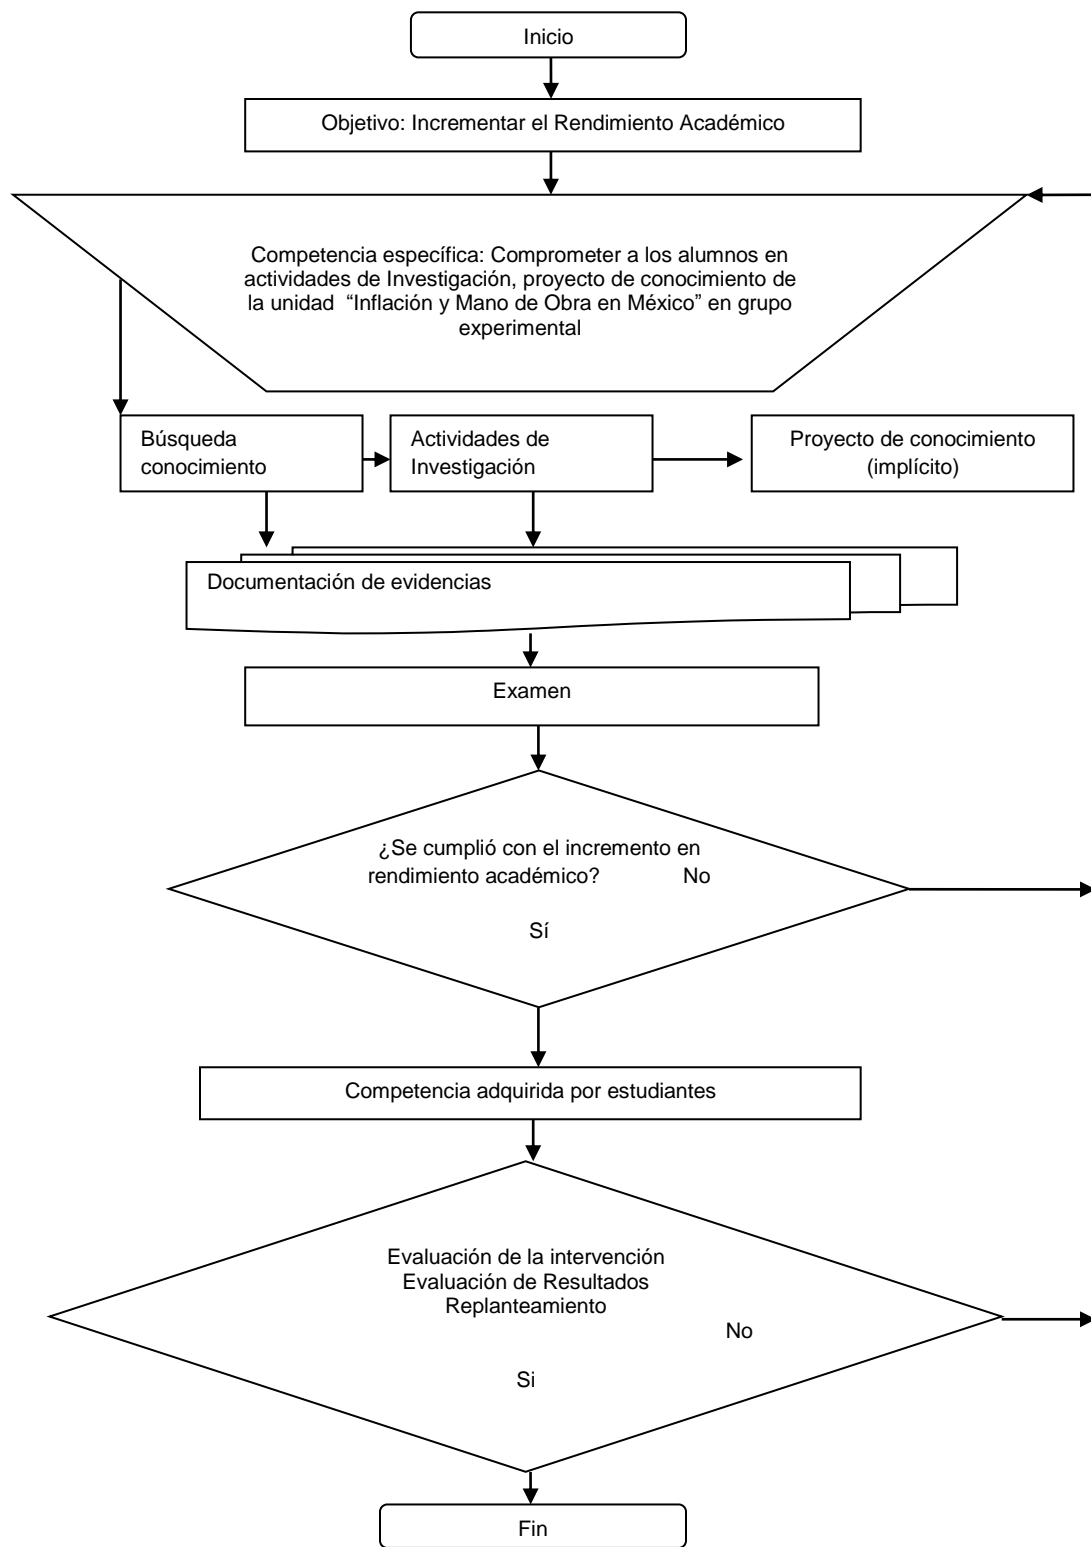 Inicio
Objetivo: Incrementar el Rendimiento Académico
Competencia específica: Comprometer a los alumnos en
actividades de Investigación, proyecto de conocimiento de
la unidad “Inflación y Mano de Obra en México” en grupo
experimental
Búsqueda
conocimiento
Actividades de
Investigación
Proyecto de conocimiento
(implícito)
Documentación de evidencias
Examen
¿Se cumplió con el incremento en
rendimiento académico? No
Sí
Competencia adquirida por estudiantes
Evaluación de la intervención
Evaluación de Resultados
Replanteamiento
No
Si
Fin